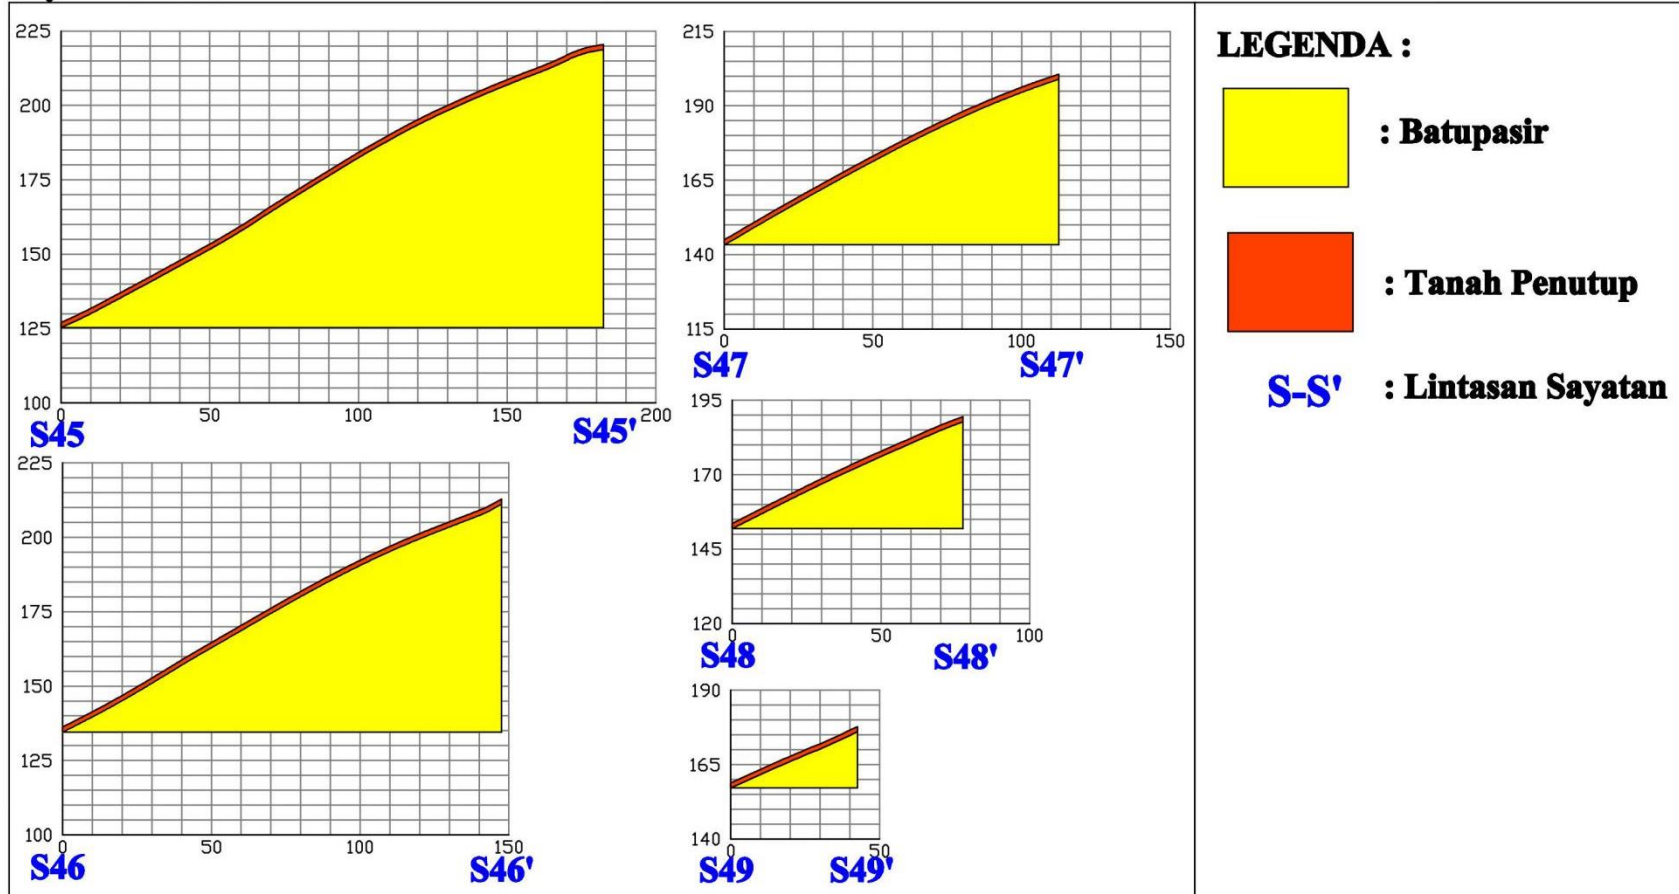 225
200
175
150
125
100
0 50 100 150 200
S45 S45'
225
200
175
150
125
100
0 50 100 150
S46 S46'
215
190
165
140
115
0 50 100 150
S47 S47'
195
170
145
120
0 50 100
S48 S48'
190
165
140
0 50
S49 S49'
LEGENDA :
: Batupasir
: Tanah Penutup
S-S' : Lintasan Sayatan